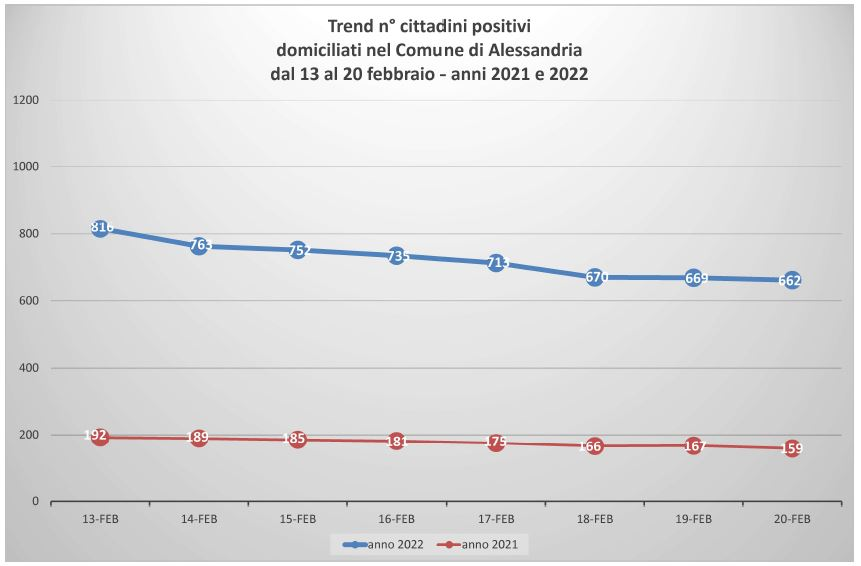 Trend n° cittadini positivi
domiciliati nel Comune di Alessandria
dal 13 al 20 febbraio - anni 2021 e 2022
1200
1000
800
600
400
200
0
816
763
752
735
713
670
669
662
192
189
185
181
175
166
167
159
13-FEB
14-FEB
15-FEB
16-FEB
17-FEB
18-FEB
19-FEB
20-FEB
anno 2022
anno 2021